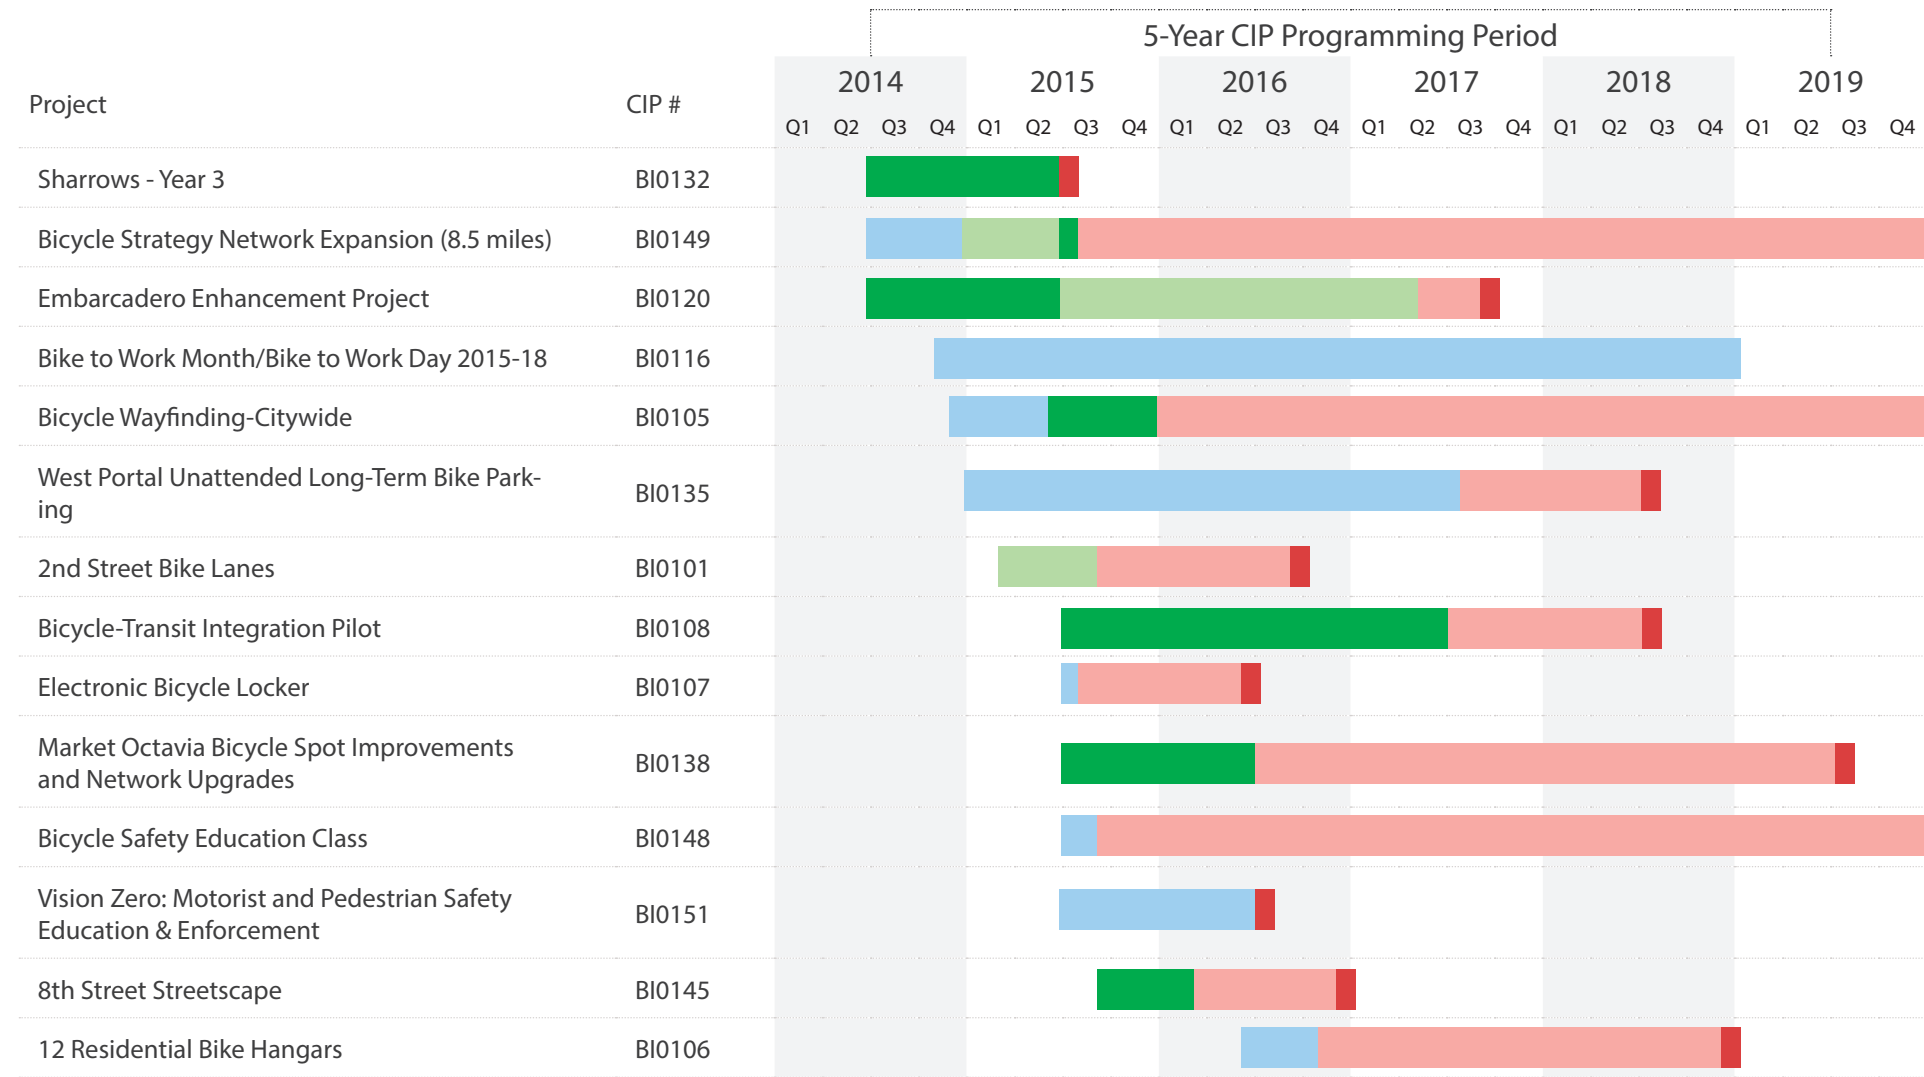 5-Year CIP Programming Period
2014 2015 2016 2017 2018 2019
Project CIP #
Q1 Q2 Q3 Q4 Q1 Q2 Q3 Q4 Q1 Q2 Q3 Q4 Q1 Q2 Q3 Q4 Q1 Q2 Q3 Q4 Q1 Q2 Q3 Q4
Sharrows - Year 3 BI0132
Bicycle Strategy Network Expansion (8.5 miles) BI0149
Embarcadero Enhancement Project BI0120
Bike to Work Month/Bike to Work Day 2015-18 BI0116
Bicycle Wayfinding-Citywide BI0105
West Portal Unattended Long-Term Bike Park-
ing
BI0135
2nd Street Bike Lanes BI0101
Bicycle-Transit Integration Pilot BI0108
Electronic Bicycle Locker BI0107
Market Octavia Bicycle Spot Improvements
and Network Upgrades
BI0138
Bicycle Safety Education Class BI0148
Vision Zero: Motorist and Pedestrian Safety
Education & Enforcement
BI0151
8th Street Streetscape BI0145
12 Residential Bike Hangars BI0106